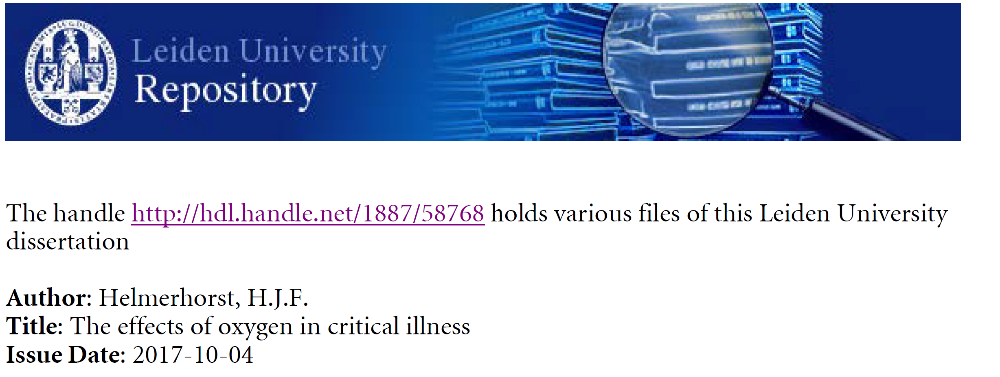 Leiden University
Repository
The handle http://hdl.handle.net/1887/58768 holds various files of this Leiden University
dissertation
Author: Helmerhorst, H.J.F.
Title: The effects of oxygen in critical illness
Issue Date: 2017-10-04